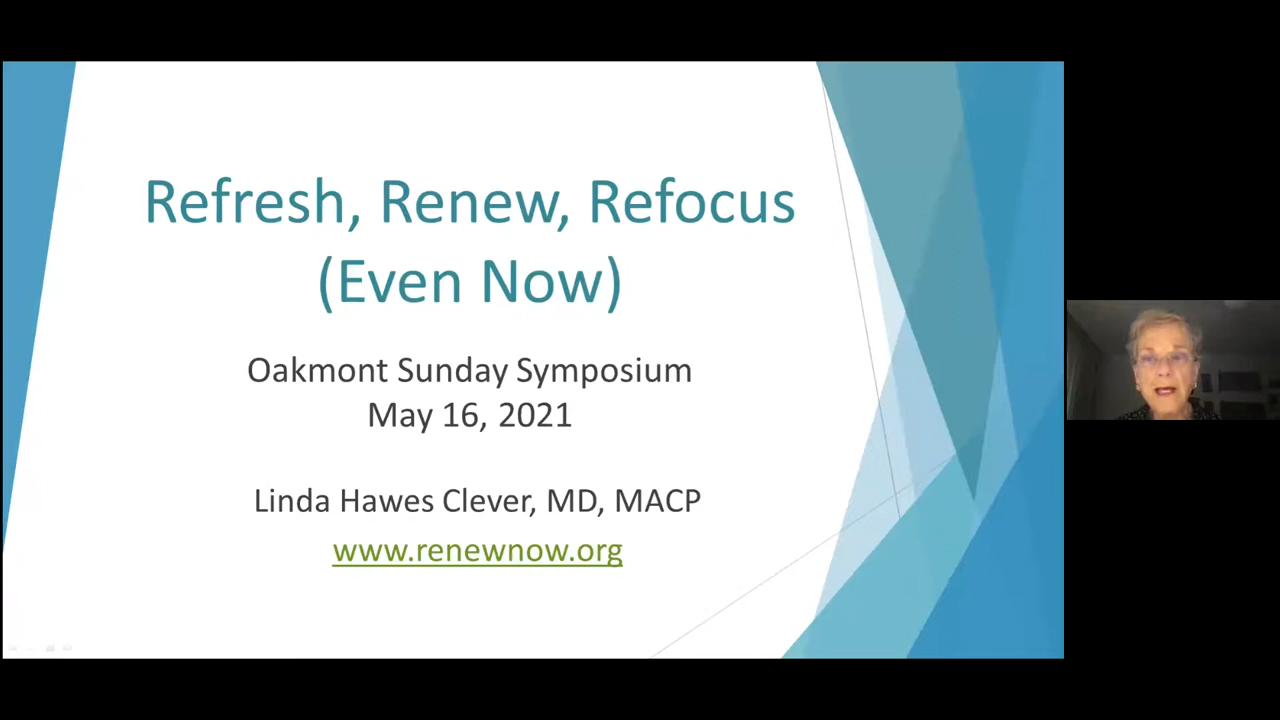 Refresh, Renew, Refocus
(Even Now)
Oakmont Sunday Symposium
May 16, 2021
Linda Hawes Clever, MD, MACP
www.renewnow.org